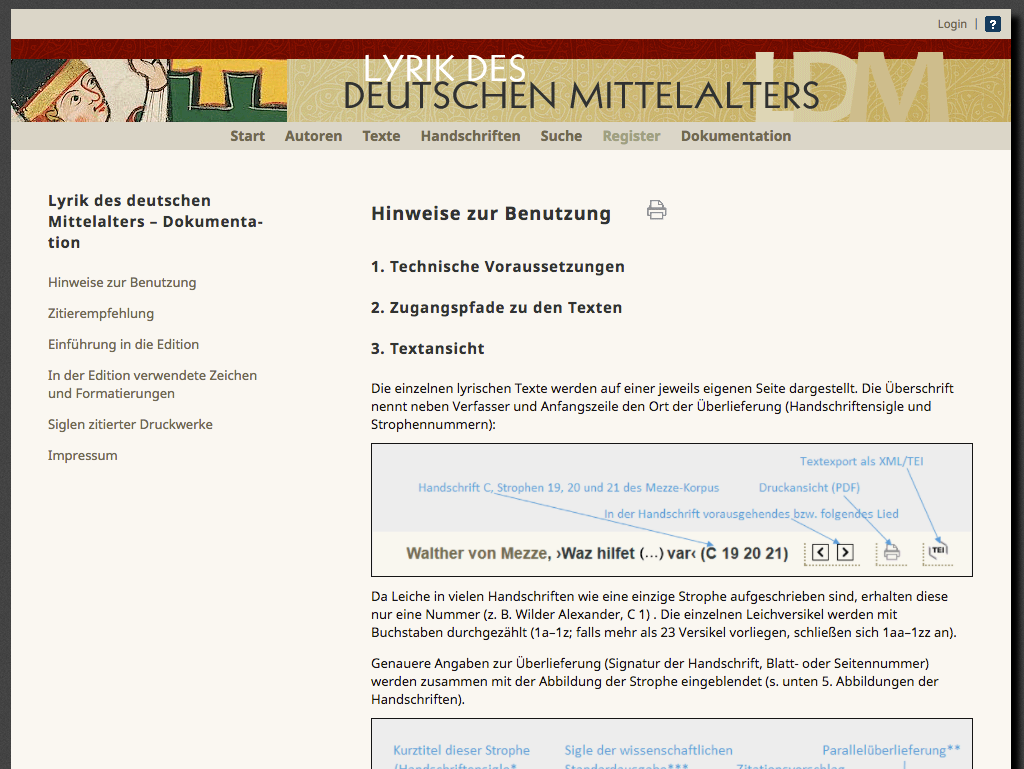 Login | ?
LDM
LYRIK DES
DEUTSCHEN MITTELALTERS
Start Autoren Texte Handschriften Suche Register Dokumentation
Lyrik des deutschen
Mittelalters – Dokumenta-
tion
Hinweise zur Benutzung
Zitierempfehlung
Einführung in die Edition
In der Edition verwendete Zeichen
und Formatierungen
Siglen zitierter Druckwerke
Impressum
Hinweise zur Benutzung
1. Technische Voraussetzungen
2. Zugangspfade zu den Texten
3. Textansicht
Die einzelnen lyrischen Texte werden auf einer jeweils eigenen Seite dargestellt. Die Überschrift
nennt neben Verfasser und Anfangszeile den Ort der Überlieferung (Handschriftensigle und
Strophennummern):
Textexport als XML/TEI
Handschrift C, Strophen 19, 20 und 21 des Mezze-Korpus Druckansicht (PDF)
In der Handschrift vorausgehendes bzw. folgendes Lied
Walther von Mezze, ›Waz hilfet (...) var‹ (C 19 20 21) TEI
Da Leiche in vielen Handschriften wie eine einzige Strophe aufgeschrieben sind, erhalten diese
nur eine Nummer (z. B. Wilder Alexander, C 1) . Die einzelnen Leichversikel werden mit
Buchstaben durchgezählt (1a–1z; falls mehr als 23 Versikel vorliegen, schließen sich 1aa–1zz an).
Genauere Angaben zur Überlieferung (Signatur der Handschrift, Blatt- oder Seitennummer)
werden zusammen mit der Abbildung der Strophe eingeblendet (s. unten 5. Abbildungen der
Handschriften).
Kurztitel dieser Strophe Sigle der wissenschaftlichen Parallelüberlieferung**
(Handschriftensigle* Standardausgabe*** Zitationsvorschlag